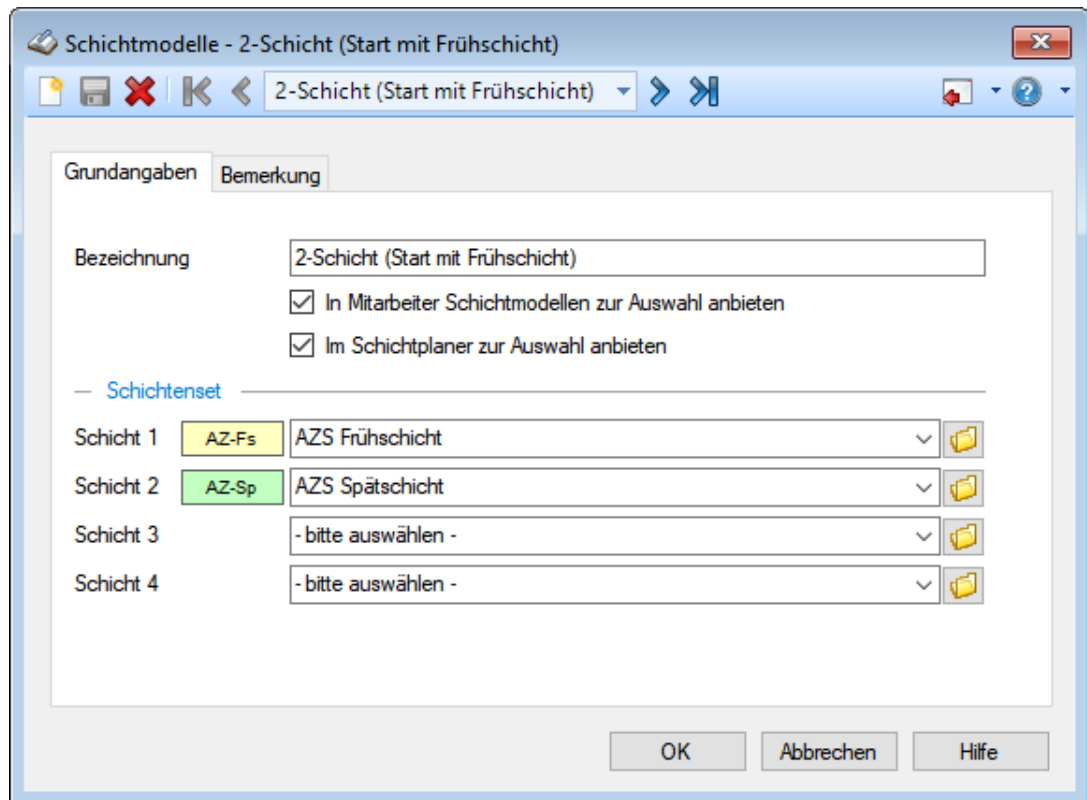 Schichtmodelle - 2-Schicht (Start mit Frühschicht)
2-Schicht (Start mit Frühschicht)
Grundangaben Bemerkung
Bezeichnung 2-Schicht (Start mit Frühschicht)
In Mitarbeiter Schichtmodellen zur Auswahl anbieten
Im Schichtplaner zur Auswahl anbieten
Schichtenset
Schicht 1 AZ-Fs AZS Frühschicht
Schicht 2 AZ-Sp AZS Spätschicht
Schicht 3 - bitte auswählen -
Schicht 4 - bitte auswählen -
OK Abbrechen Hilfe